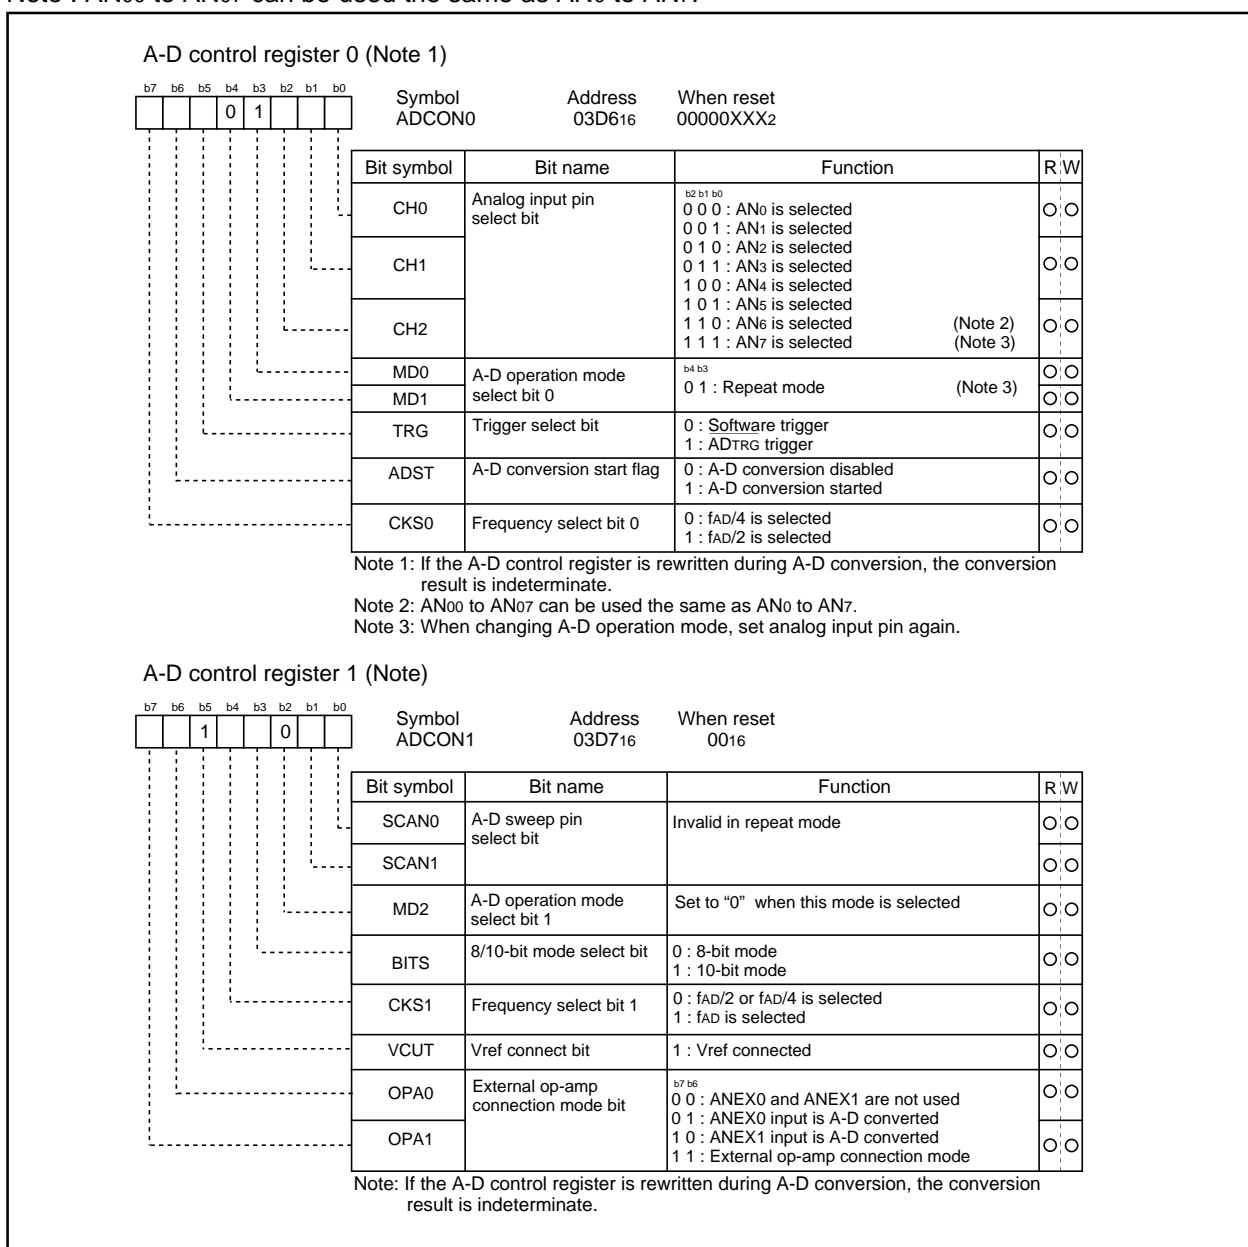 Note : AN00 to AN07 can be used the same as AN0 to AN7.
A-D control register 0 (Note 1)
b7 b6 b5 b4 b3 b2 b1 b0
0 1
Symbol Address When reset
ADCON0 03D616 00000XXX2
Bit symbol Bit name Function R W
CH0 Analog input pin select bit
b2 b1 b0
0 0 0 : AN0 is selected
0 0 1 : AN1 is selected
CH1
0 1 0 : AN2 is selected
0 1 1 : AN3 is selected
1 0 0 : AN4 is selected
CH2
1 0 1 : AN5 is selected
1 1 0 : AN6 is selected (Note 2)
1 1 1 : AN7 is selected (Note 3)
MD0 A-D operation mode select bit 0
MD1
b4 b3
0 1 : Repeat mode (Note 3)
TRG Trigger select bit
0 : Software trigger
1 : ADTRG trigger
ADST A-D conversion start flag
0 : A-D conversion disabled
1 : A-D conversion started
CKS0 Frequency select bit 0
0 : fAD/4 is selected
1 : fAD/2 is selected
Note 1: If the A-D control register is rewritten during A-D conversion, the conversion
result is indeterminate.
Note 2: AN00 to AN07 can be used the same as AN0 to AN7.
Note 3: When changing A-D operation mode, set analog input pin again.
A-D control register 1 (Note)
b7 b6 b5 b4 b3 b2 b1 b0
1 0
Symbol Address When reset
ADCON1 03D716 0016
Bit symbol Bit name Function R W
SCAN0 A-D sweep pin select bit Invalid in repeat mode
SCAN1
MD2 A-D operation mode select bit 1 Set to “0” when this mode is selected
BITS 8/10-bit mode select bit
0 : 8-bit mode
1 : 10-bit mode
CKS1 Frequency select bit 1
0 : fAD/2 or fAD/4 is selected
1 : fAD is selected
VCUT Vref connect bit 1 : Vref connected
OPA0 External op-amp connection mode bit
OPA1
b7 b6
0 0 : ANEX0 and ANEX1 are not used
0 1 : ANEX0 input is A-D converted
1 0 : ANEX1 input is A-D converted
1 1 : External op-amp connection mode
Note: If the A-D control register is rewritten during A-D conversion, the conversion
result is indeterminate.